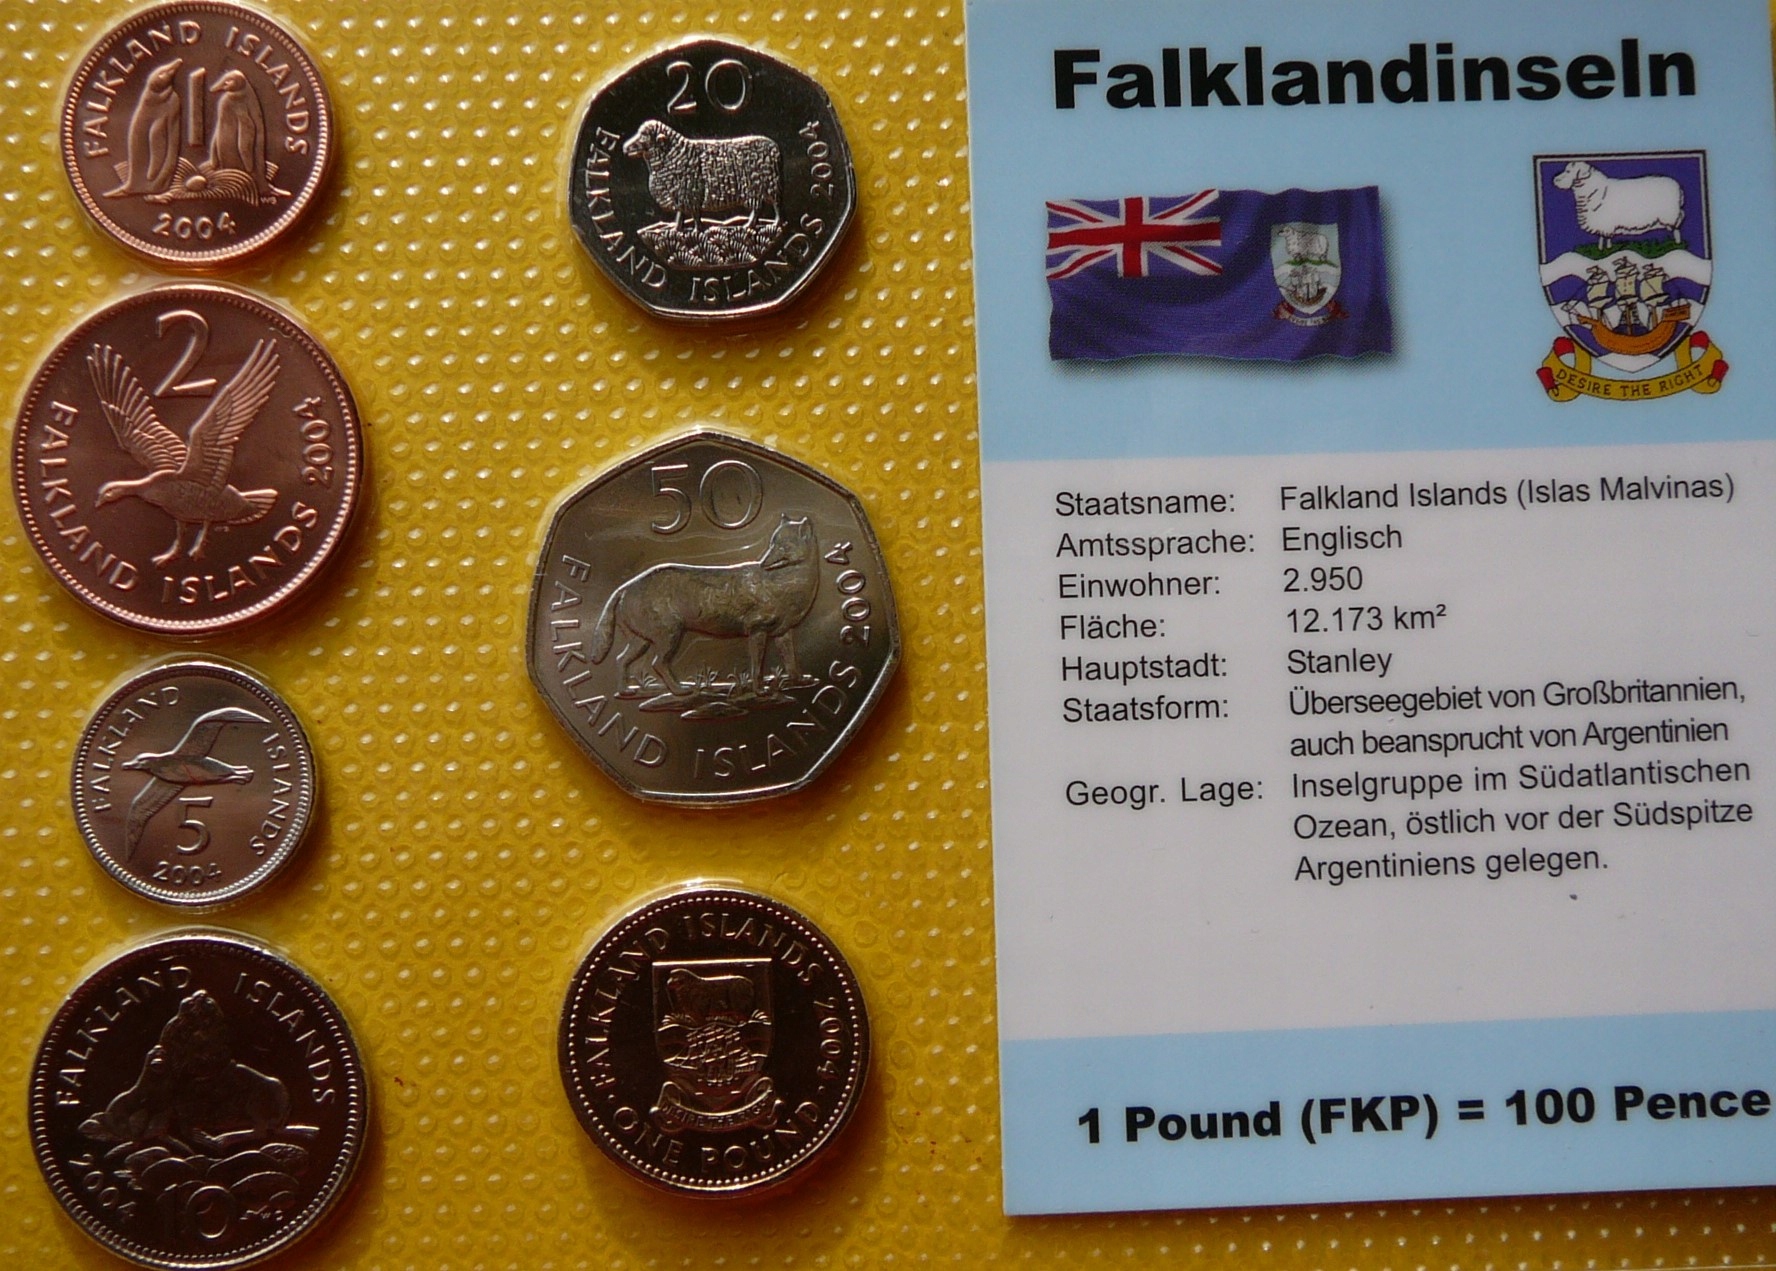 FALKLAND ISLANDS
1
2004
2
FALKLAND ISLANDS 2004
FALKLAND ISLANDS
5
2004
FALKLAND ISLANDS
2004
10
20
FALKLAND ISLANDS 2004
50
FALKLAND ISLANDS 2004
FALKLAND ISLANDS 2004
ONE POUND
Falklandinseln
DESIRE THE RIGHT
Staatsname: Falkland Islands (Islas Malvinas)
Amtssprache: Englisch
Einwohner: 2.950
Fläche: 12.173 km²
Hauptstadt: Stanley
Staatsform: Überseegebiet von Großbritannien,
auch beansprucht von Argentinien
Geogr. Lage: Inselgruppe im Südatlantischen
Ozean, östlich vor der Südspitze
Argentiniens gelegen.
1 Pound (FKP) = 100 Pence